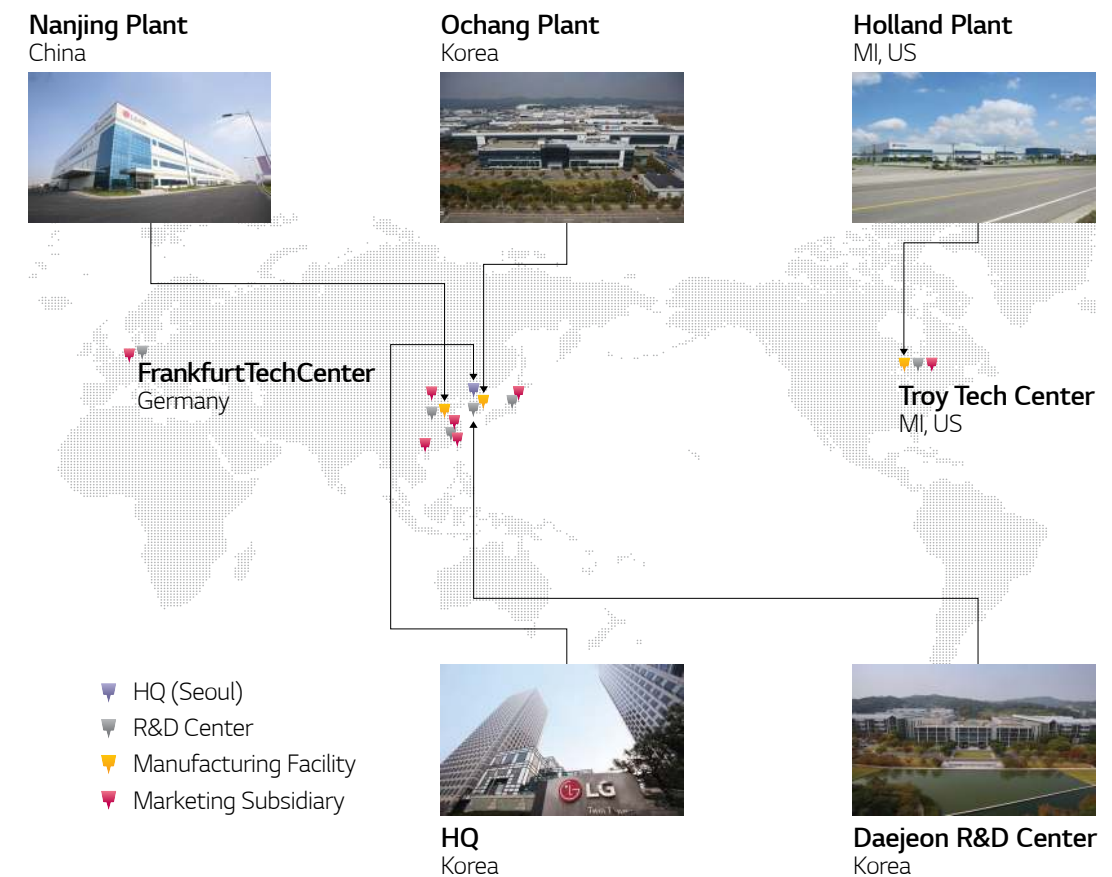 Nanjing Plant
China
Ochang Plant
Korea
Holland Plant
MI, US
FrankfurtTechCenter
Germany
Troy Tech Center
MI, US
HQ (Seoul)
R&D Center
Manufacturing Facility
Marketing Subsidiary
LG
HQ
Korea
Daejeon R&D Center
Korea